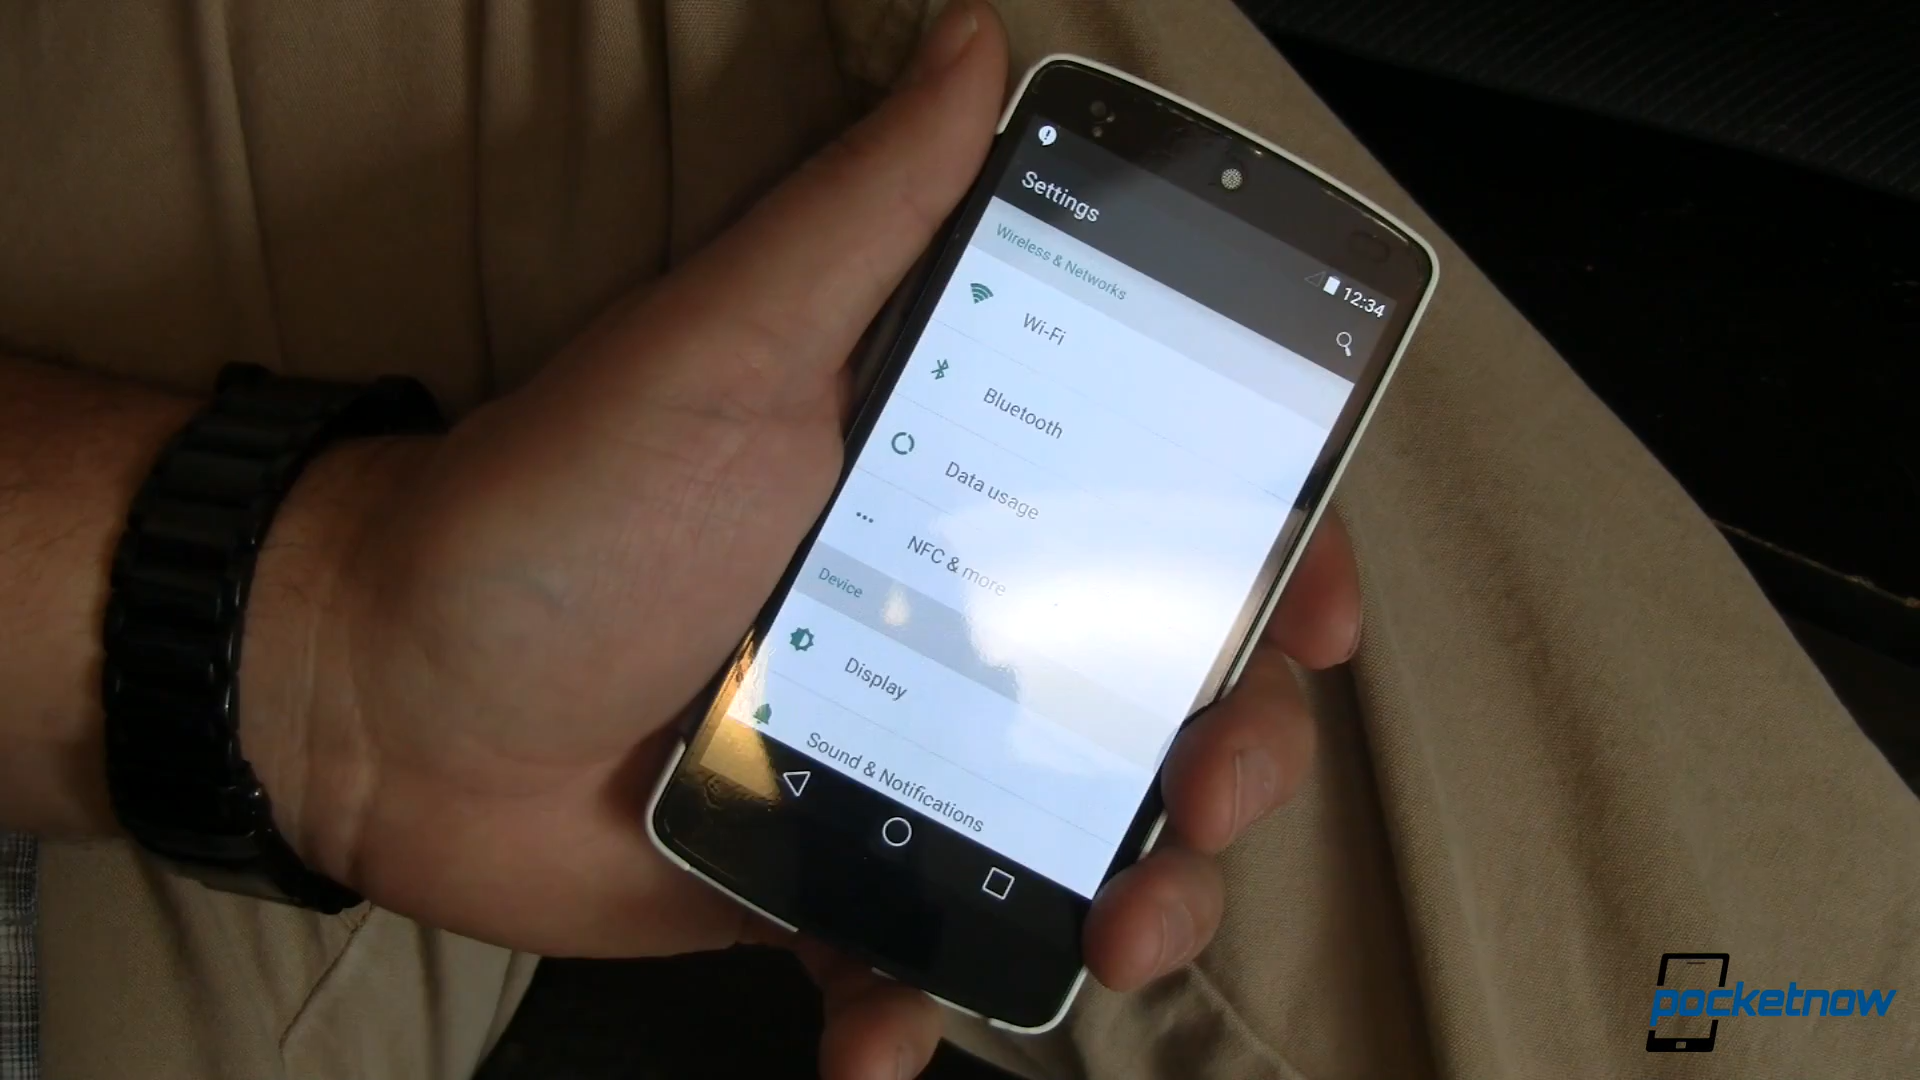 12:34
Settings
Wireless & Networks
Wi-Fi
Bluetooth
Data usage
NFC & more
Device
Display
Sound & Notifications
pocketnow